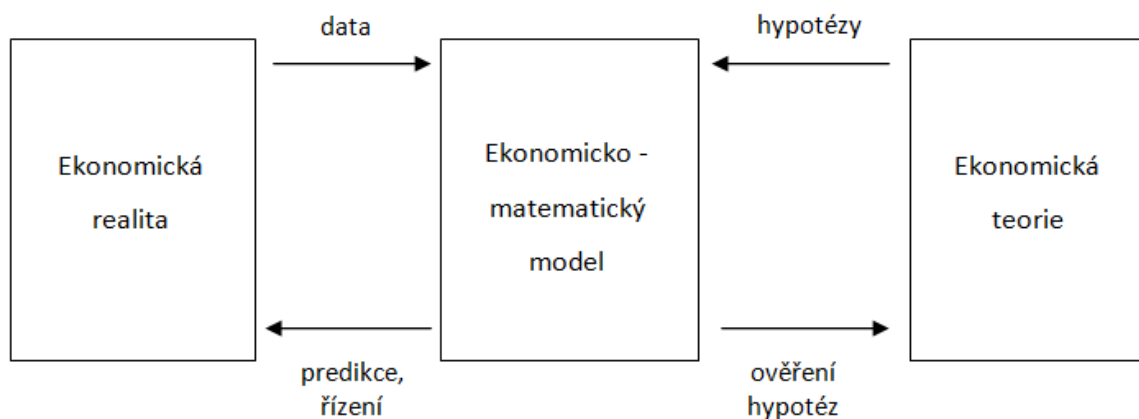 data
hypotézy
Ekonomická
realita
Ekonomicko -
matematický
model
Ekonomická
teorie
predikce,
řízení
ověření
hypotéz